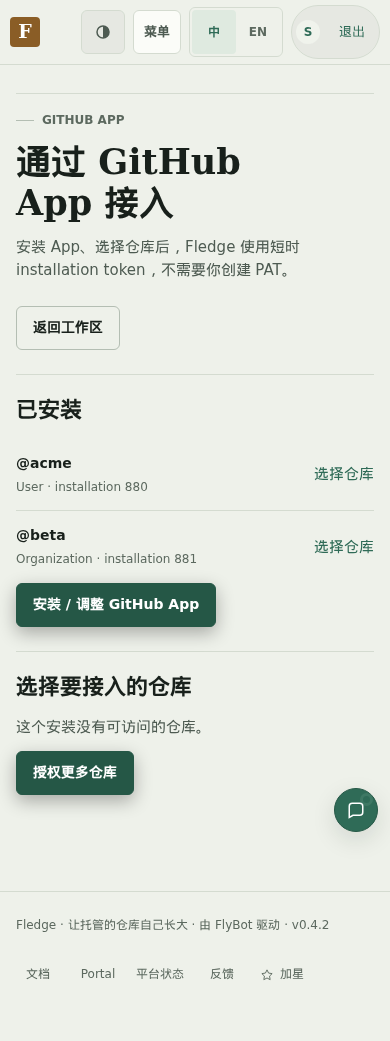 F
菜单
中
EN
S
退出
GITHUB APP
通过 GitHub
App 接入
安装 App、选择仓库后，Fledge 使用短时
installation token，不需要你创建 PAT。
返回工作区
已安装
@acme
User · installation 880
选择仓库
@beta
Organization · installation 881
选择仓库
安装 / 调整 GitHub App
选择要接入的仓库
这个安装没有可访问的仓库。
授权更多仓库
Fledge · 让托管的仓库自己长大 · 由 FlyBot 驱动 · v0.4.2
文档
Portal
平台状态
反馈
加星